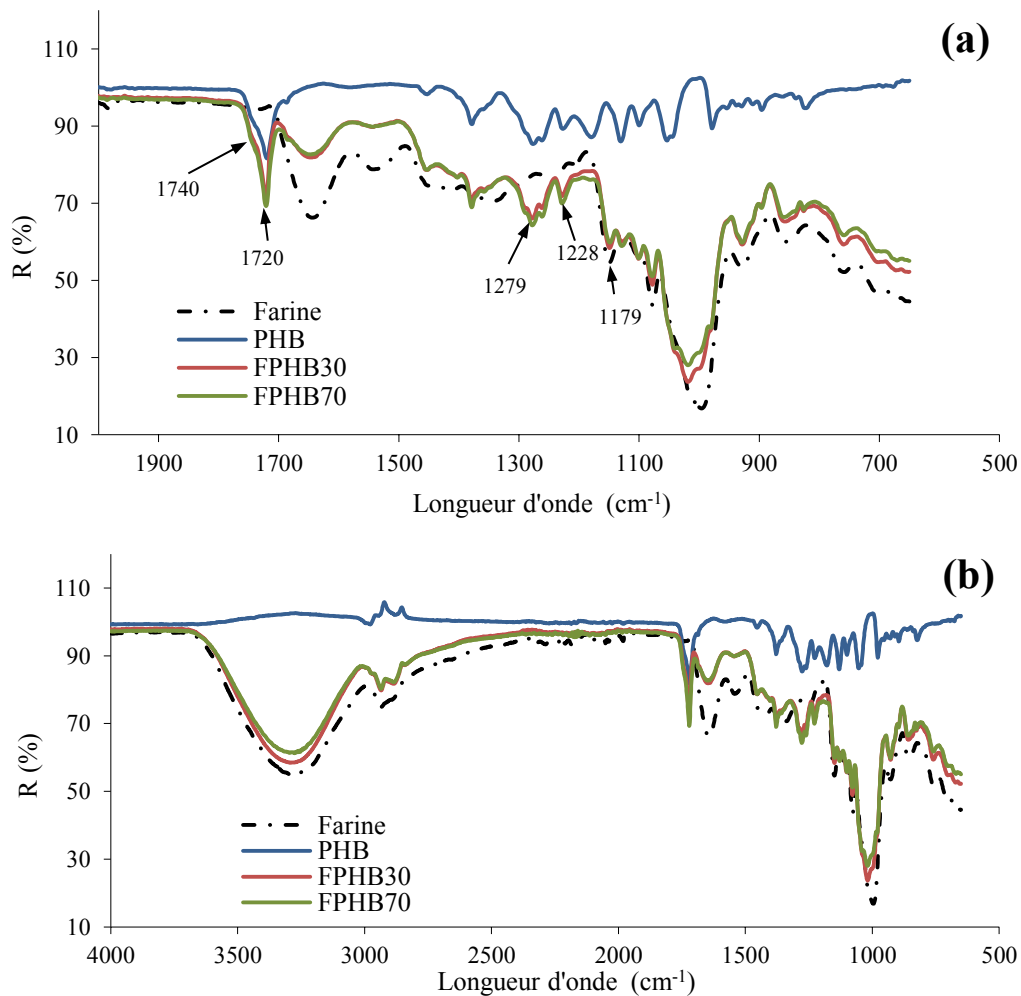 (a)
110
90
70
50
30
10
R (%)
1740
1720
1279
1228
1179
Farine
PHB
FPHB30
FPHB70
1900 1700 1500 1300 1100 900 700 500
Longueur d'onde (cm-1)
(b)
110
90
70
50
30
10
R (%)
Farine
PHB
FPHB30
FPHB70
4000 3500 3000 2500 2000 1500 1000 500
Longueur d'onde (cm-1)